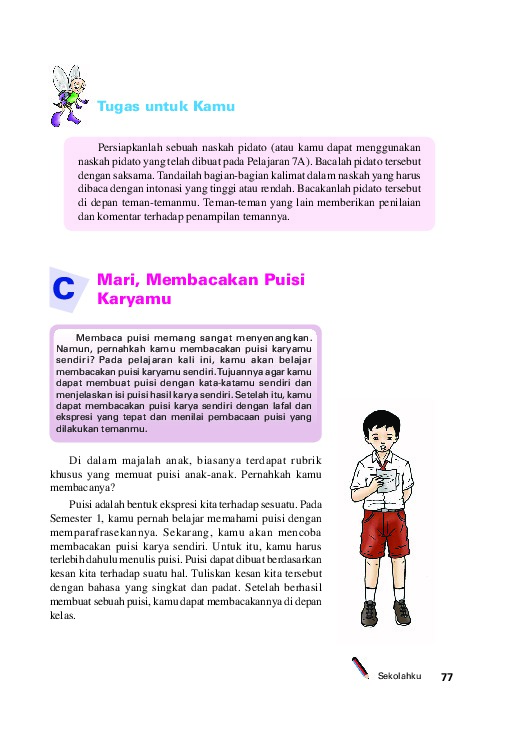 Tugas untuk Kamu
Persiapkanlah sebuah naskah pidato (atau kamu dapat menggunakan
naskah pidato yang telah dibuat pada Pelajaran 7A). Bacalah pidato tersebut
dengan saksama. Tandailah bagian-bagian kalimat dalam naskah yang harus
dibaca dengan intonasi yang tinggi atau rendah. Bacakanlah pidato tersebut
di depan teman-temanmu. Teman-teman yang lain memberikan penilaian
dan komentar terhadap penampilan temannya.
C
Mari, Membacakan Puisi
Karyamu
Membaca puisi memang sangat menyenangkan.
Namun, pernahkah kamu membacakan puisi karyamu
sendiri? Pada pelajaran kali ini, kamu akan belajar
membacakan puisi karyamu sendiri. Tujuannya agar kamu
dapat membuat puisi dengan kata-katamu sendiri dan
menjelaskan isi puisi hasil karya sendiri. Setelah itu, kamu
dapat membacakan puisi karya sendiri dengan lafal dan
ekspresi yang tepat dan menilai pembacaan puisi yang
dilakukan temanmu.
Di dalam majalah anak, biasanya terdapat rubrik
khusus yang memuat puisi anak-anak. Pernahkah kamu
membacanya?
Puisi adalah bentuk ekspresi kita terhadap sesuatu. Pada
Semester 1, kamu pernah belajar memahami puisi dengan
memparafrasekannya. Sekarang, kamu akan mencoba
membacakan puisi karya sendiri. Untuk itu, kamu harus
terlebih dahulu menulis puisi. Puisi dapat dibuat berdasarkan
kesan kita terhadap suatu hal. Tuliskan kesan kita tersebut
dengan bahasa yang singkat dan padat. Setelah berhasil
membuat sebuah puisi, kamu dapat membacakannya di depan
kelas.
Sekolahku 77